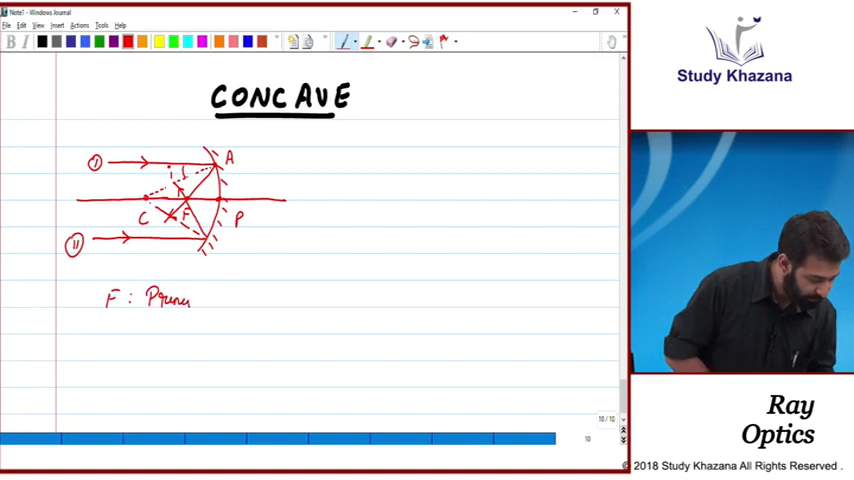 Note1 - Windows Journal
File Edit View Insert Actions Tools Help
B I
Study Khazana
CONCAVE
I
A
i
C
F
P
II
F :
10 / 10
10
Ray
Optics
© 2018 Study Khazana All Rights Reserved .